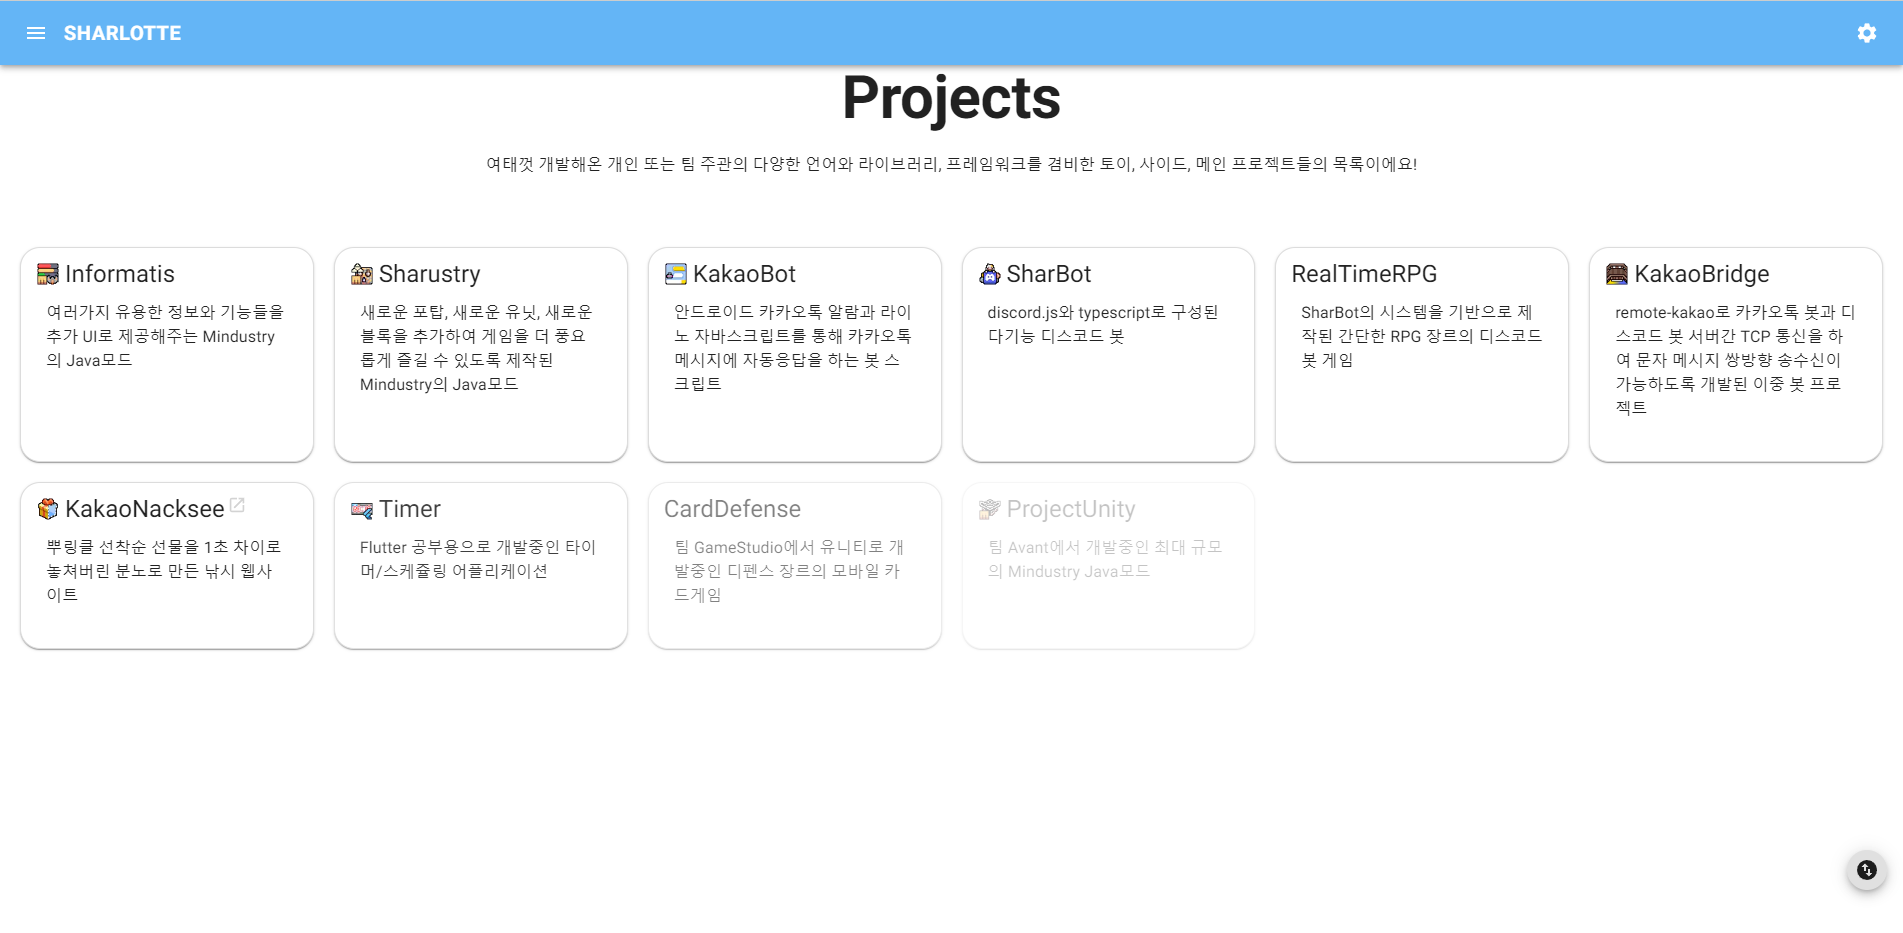 SHARLOTTE
Projects
여태껏 개발해온 개인 또는 팀 주관의 다양한 언어와 라이브러리, 프레임워크를 겸비한 토이, 사이드, 메인 프로젝트들의 목록이에요!
Informatis
여러가지 유용한 정보와 기능들을
추가 UI로 제공해주는 Mindustry
의 Java모드
Sharustry
새로운 포탑, 새로운 유닛, 새로운
블록을 추가하여 게임을 더 풍요
롭게 즐길 수 있도록 제작된
Mindustry의 Java모드
KakaoBot
안드로이드 카카오톡 알람과 라이
노 자바스크립트를 통해 카카오톡
메시지에 자동응답을 하는 봇 스
크립트
SharBot
discord.js와 typescript로 구성된
다기능 디스코드 봇
RealTimeRPG
SharBot의 시스템을 기반으로 제
작된 간단한 RPG 장르의 디스코드
봇 게임
KakaoBridge
remote-kakao로 카카오톡 봇과 디
스코드 봇 서버간 TCP 통신을 하
여 문자 메시지 쌍방향 송수신이
가능하도록 개발된 이중 봇 프로
젝트
KakaoNacksee
뿌링클 선착순 선물을 1초 차이로
놓쳐버린 분노로 만든 낚시 웹사
이트
Timer
Flutter 공부용으로 개발중인 타이
머/스케쥴링 어플리케이션
CardDefense
팀 GameStudio에서 유니티로 개
발중인 디펜스 장르의 모바일 카
드게임
ProjectUnity
팀 Avant에서 개발중인 최대 규모
의 Mindustry Java모드